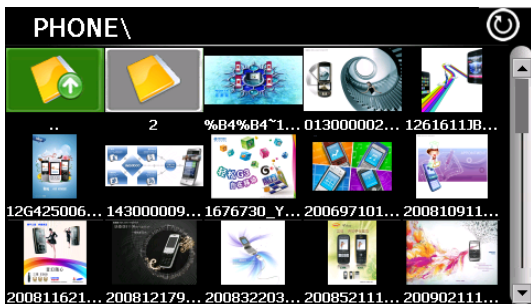 PHONE\
..
2
%B4%B4~1...
013000002...
1261611JB...
12G425006...
143000009...
1676730_Y...
200697101...
200810911...
200811621...
200812179...
200832203...
200852111...
200902111...